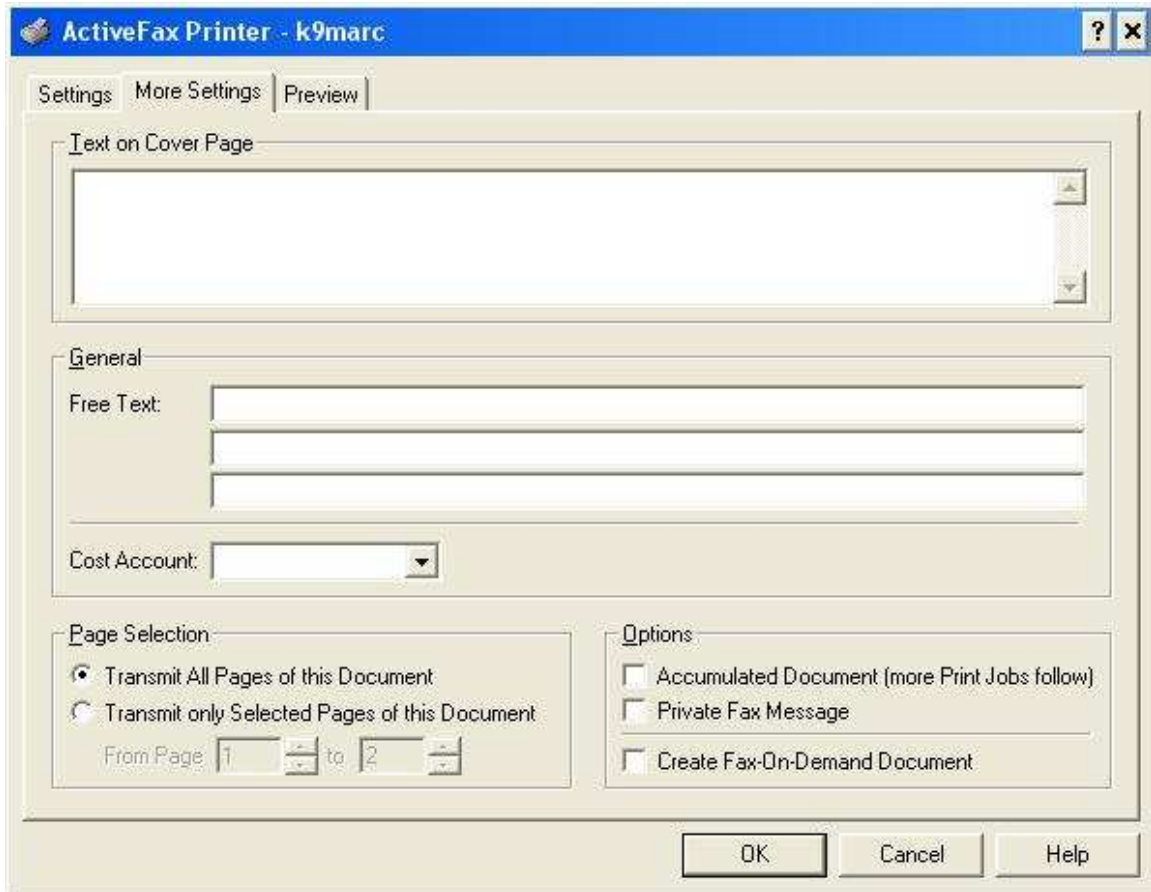 ActiveFax Printer - k9marc
? ×
Settings More Settings Preview
Text on Cover Page
General
Free Text:
Cost Account:
Page Selection
Transmit All Pages of this Document
Transmit only Selected Pages of this Document
From Page 1 to 2
Options
Accumulated Document (more Print Jobs follow)
Private Fax Message
Create Fax-On-Demand Document
OK Cancel Help